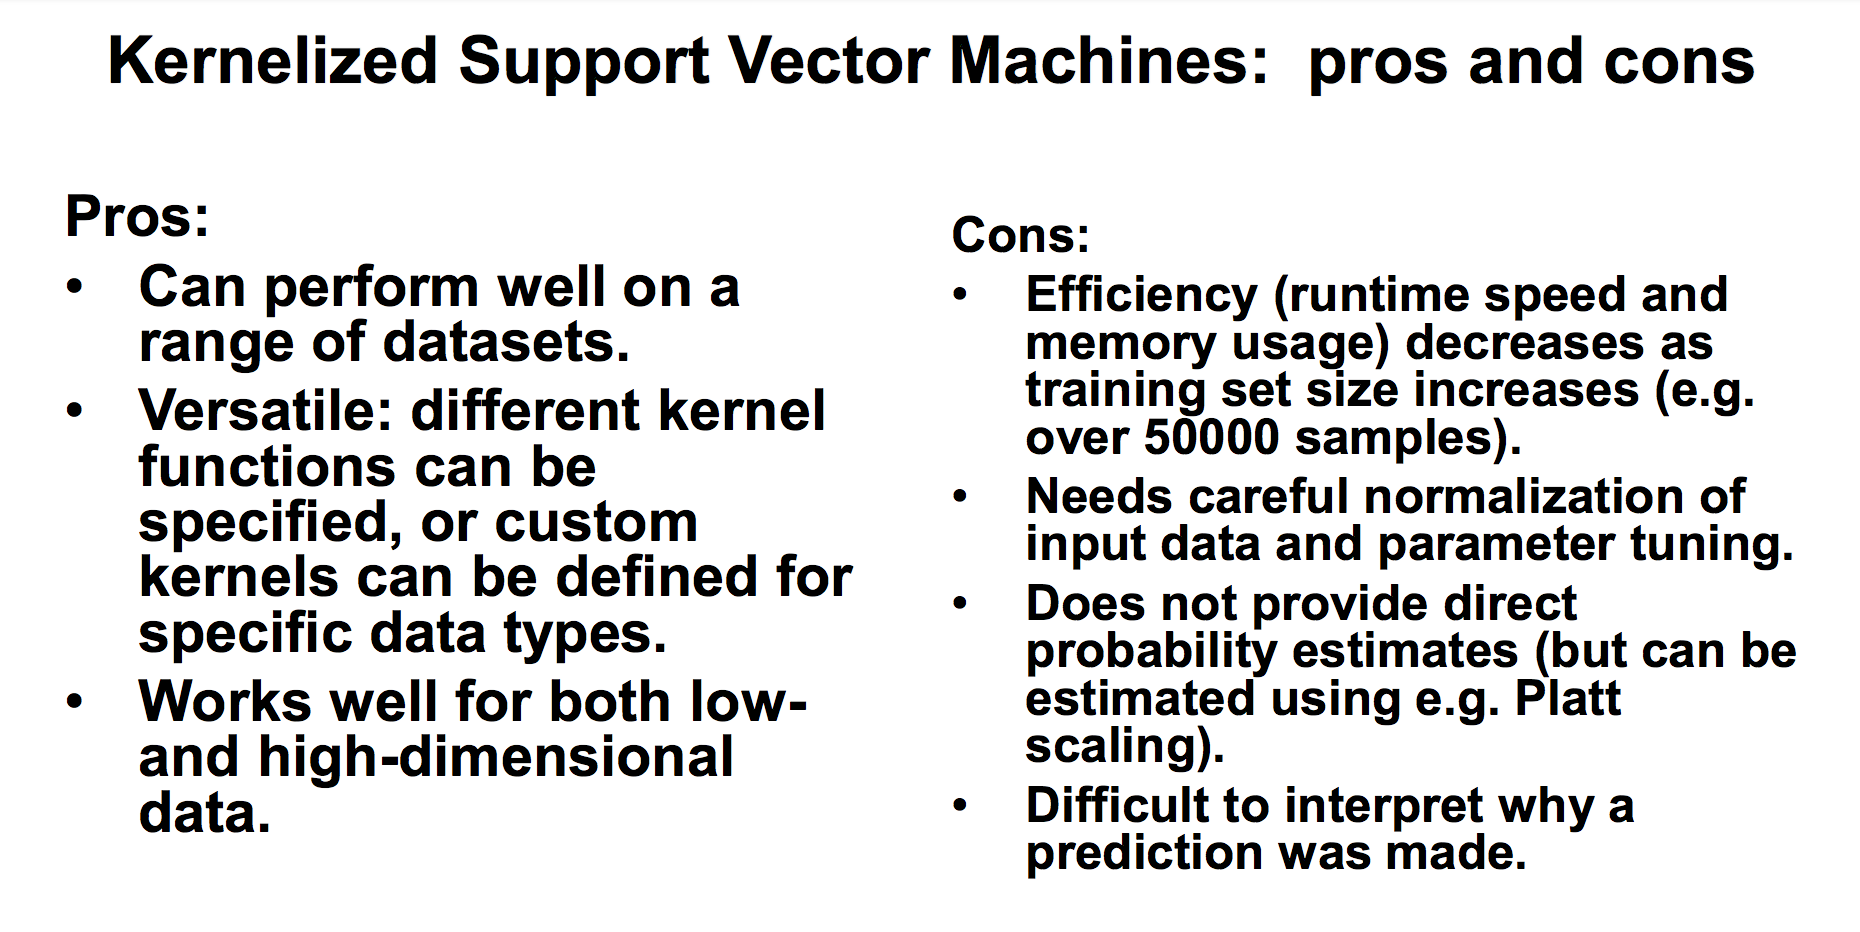 Kernelized Support Vector Machines:  pros and cons
Pros:
• Can perform well on a
range of datasets.
• Versatile: different kernel
functions can be
specified, or custom
kernels can be defined for
specific data types.
• Works well for both low-
and high-dimensional
data.
Cons:
• Efficiency (runtime speed and
memory usage) decreases as
training set size increases (e.g.
over 50000 samples).
• Needs careful normalization of
input data and parameter tuning.
• Does not provide direct
probability estimates (but can be
estimated using e.g. Platt
scaling).
• Difficult to interpret why a
prediction was made.